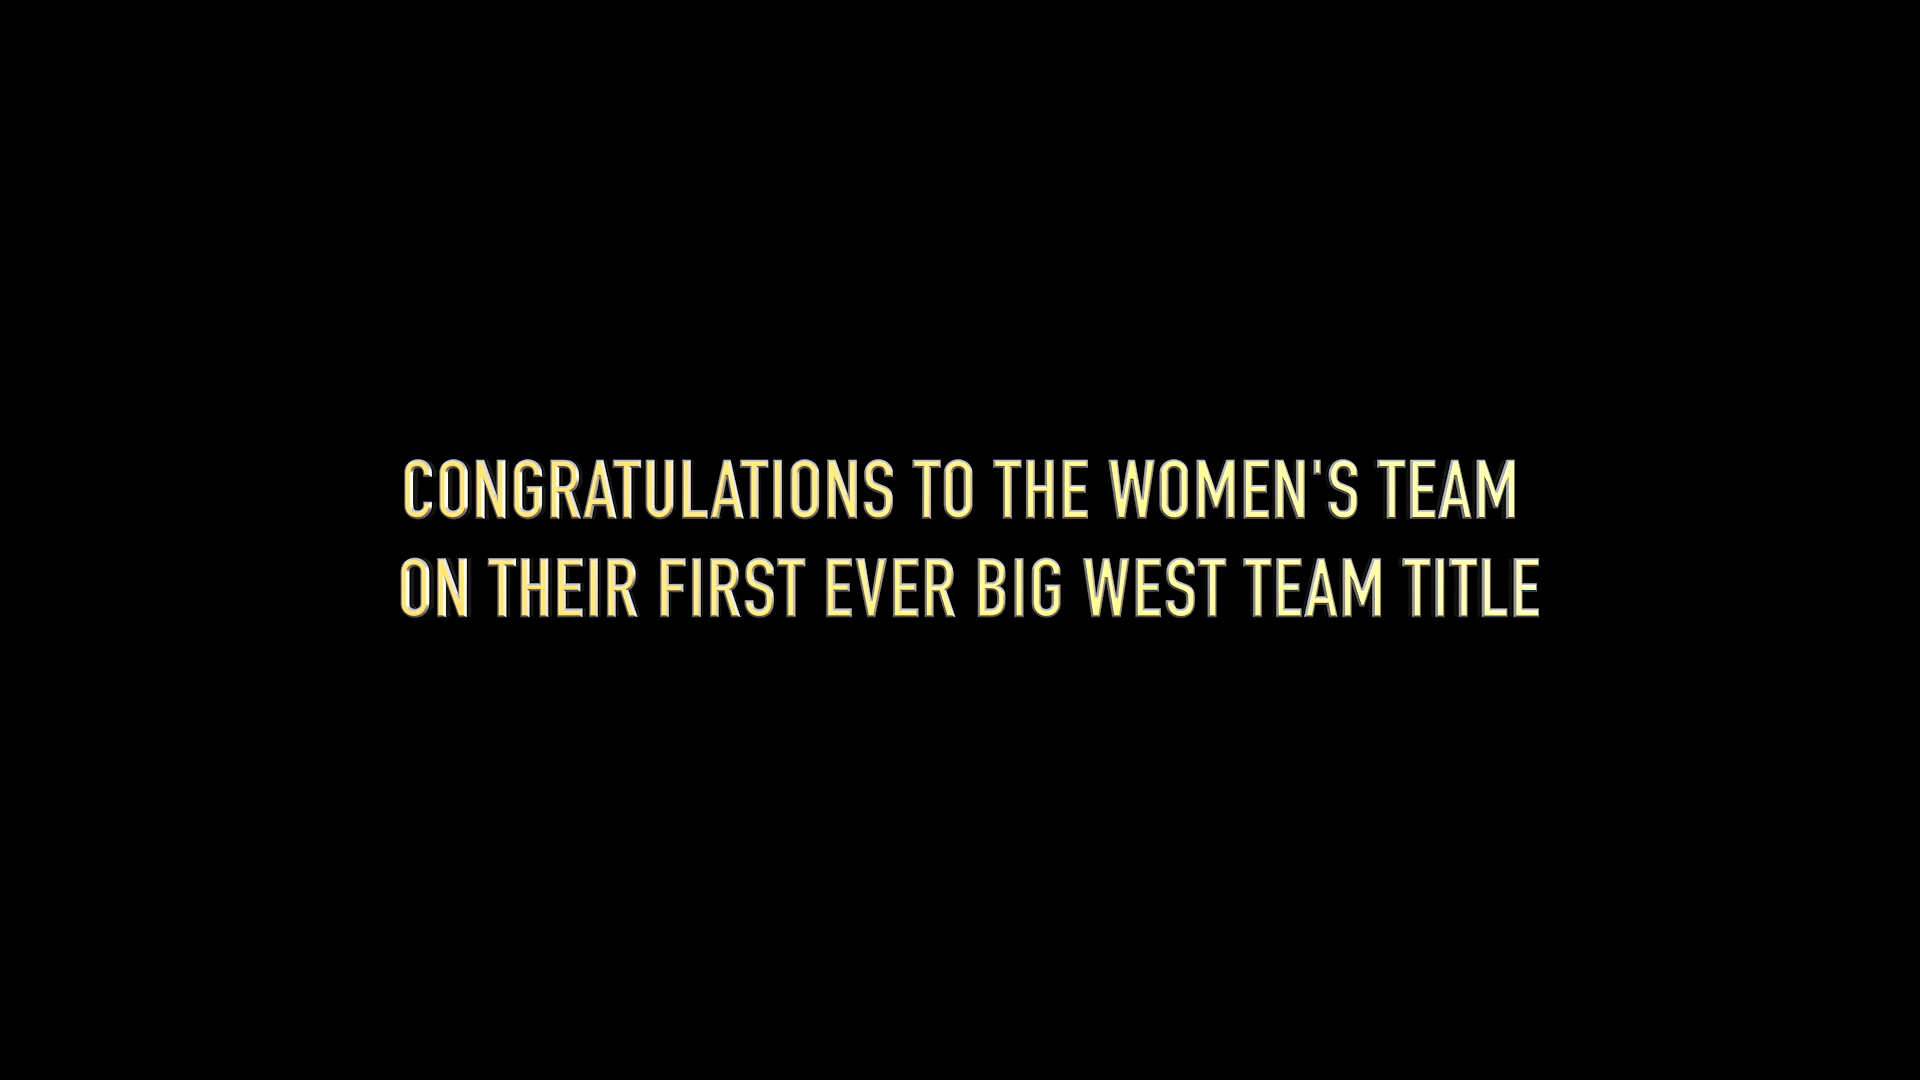 CONGRATULATIONS TO THE WOMEN'S TEAM
ON THEIR FIRST EVER BIG WEST TEAM TITLE